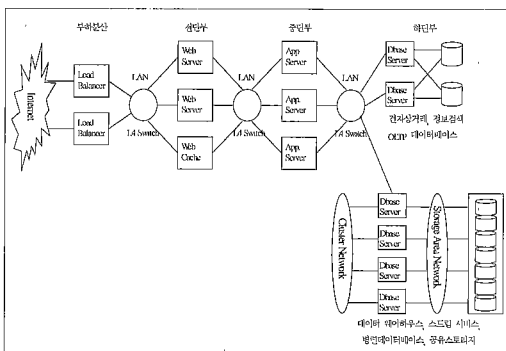 부하분산
전단부
중단부
하단부
Internet
Load
Balancer
Load
Balancer
LAN
L4 Switch
Web
Server
Web
Server
Web
Cache
LAN
L4 Switch
App.
Server
App.
Server
App.
Server
LAN
L4 Switch
Dbase
Server
Dbase
Server
전자상거래, 정보검색
OLTP 데이터베이스
Cluster Network
Dbase
Server
Dbase
Server
Dbase
Server
Dbase
Server
Storage Area Network
데이터 웨어하우스, 스트림 서비스,
병렬데이터베이스, 공유스토리지